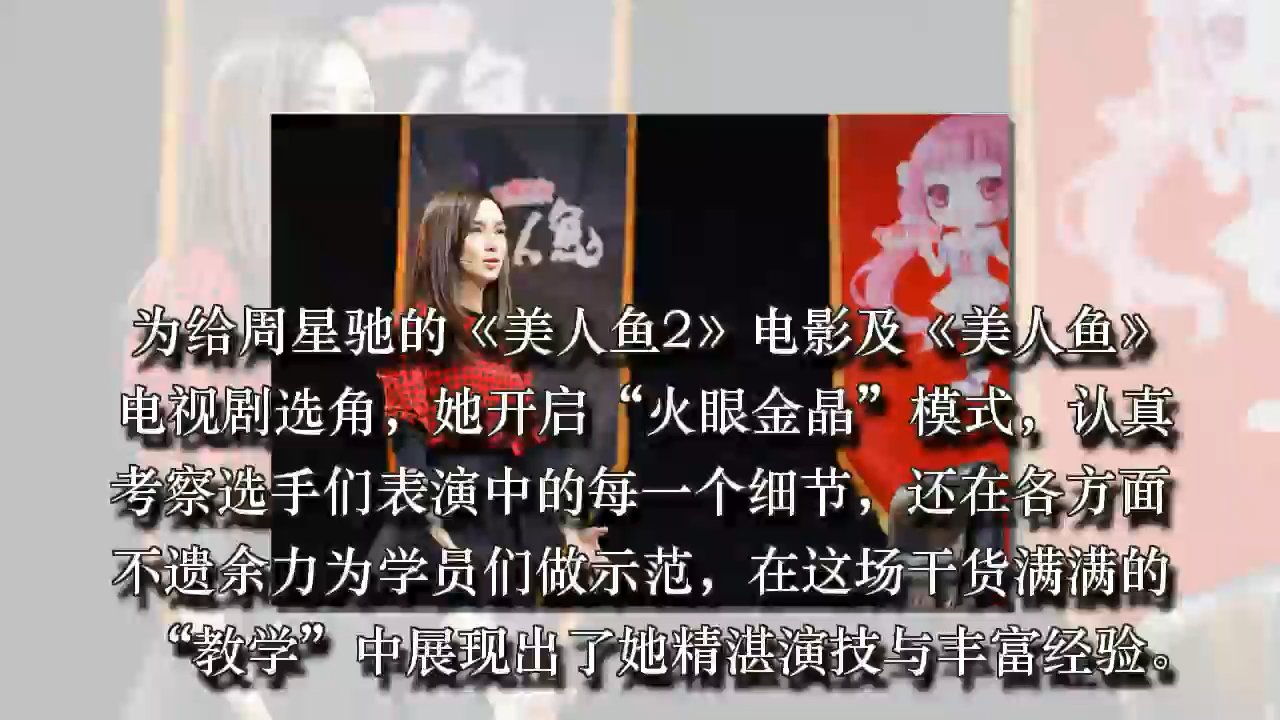 人鱼
为给周星驰的《美人鱼2》电影及《美人鱼》
电视剧选角，她开启“火眼金晶”模式，认真
考察选手们表演中的每一个细节，还在各方面
不遗余力为学员们做示范，在这场干货满满的
“教学”中展现出了她精湛演技与丰富经验。